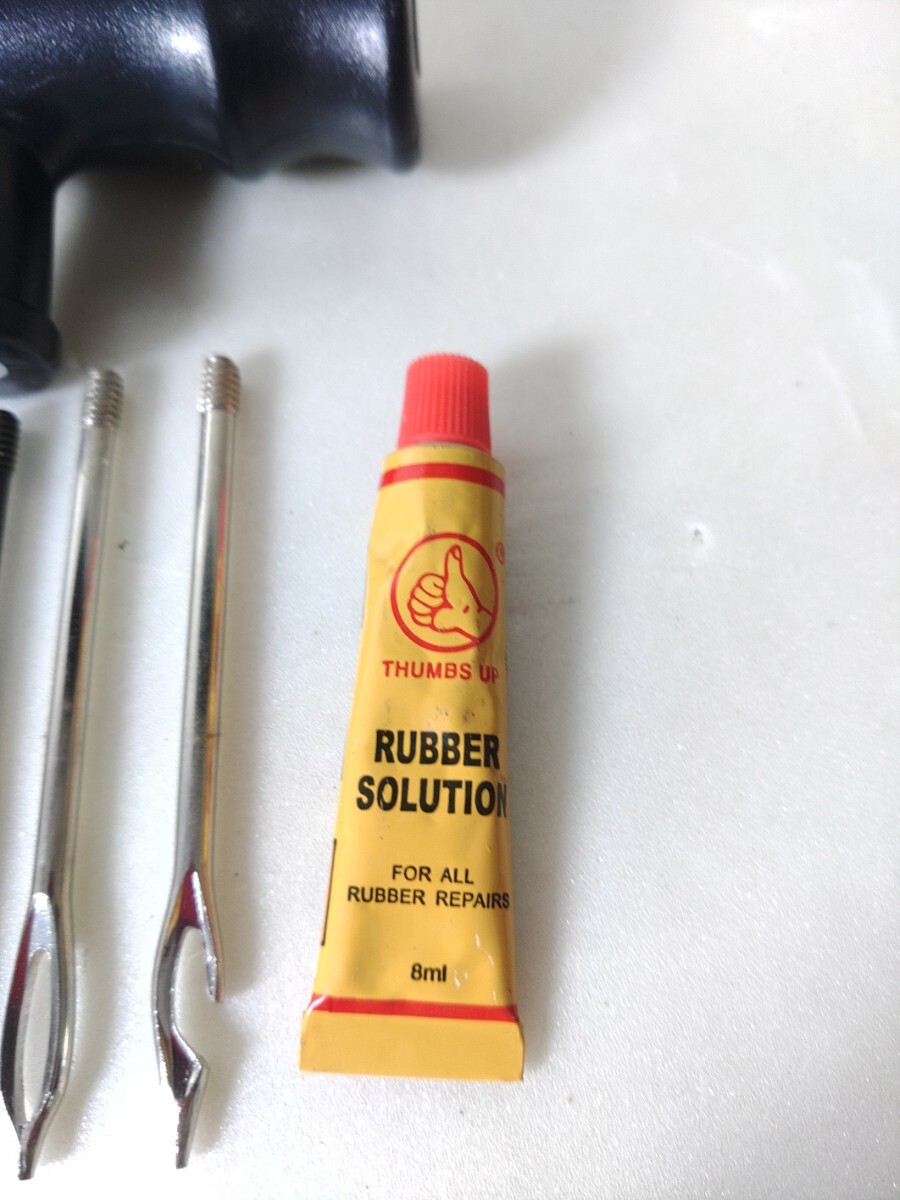 THUMBS UP
RUBBER
SOLUTION
FOR ALL
RUBBER REPAIRS
8ml